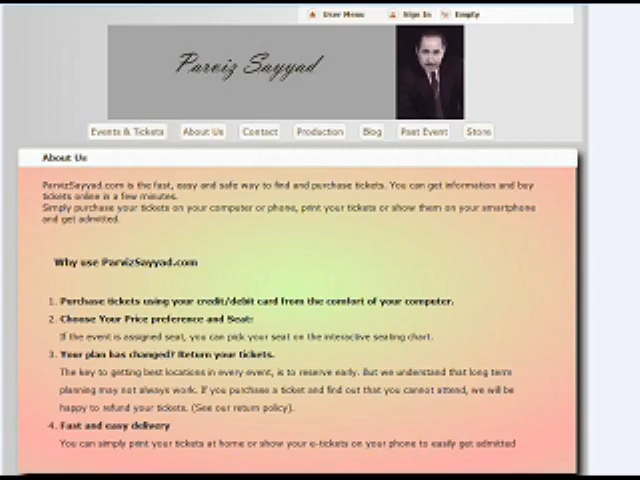 User Menu Sign In Empty
Parviz Sayyad
Events & Tickets About Us Contact Production Blog Past Event Store
About Us
ParvizSayyad.com is the fast, easy and safe way to find and purchase tickets. You can get information and buy
tickets online is a few minutes.
Simply purchase your tickets on your computer or phone, print your tickets or show them on your smartphone
and get admitted.
Why use ParvizSayyad.com
1. Purchase tickets using your credit/debit card from the comfort of your computer.
2. Choose Your Price preference and Seat:
If the event is assigned seat, you can pick your seat on the interactive seating chart.
3. Your plan has changed? Return your tickets.
The key to getting best locations in every event, is to reserve early. But we understand that long term
planning may not always work. If you purchase a ticket and find out that you cannot attend, we will be
happy to refund your tickets. (See our return policy).
4. Fast and easy delivery
You can simply print your tickets at home or show your e-tickets on your phone to easily get admitted